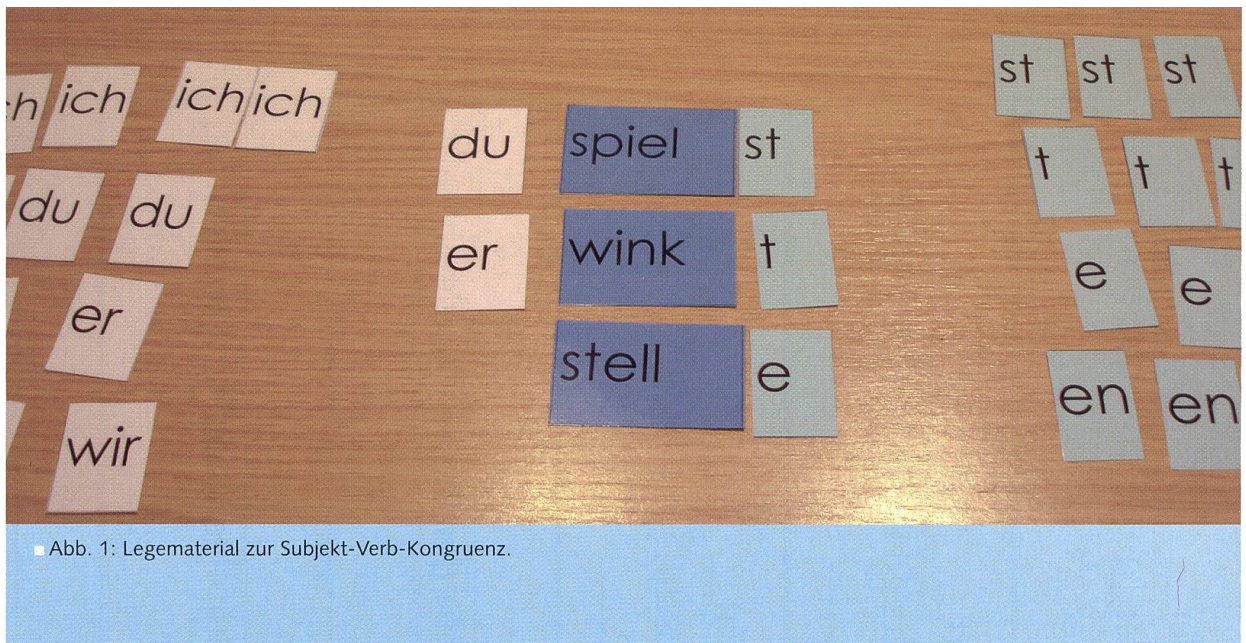 ich ich ich
du du
er
wir
du spiel st
er wink t
stell e
st st st
t t t
e e
en en
Abb. 1: Legematerial zur Subjekt-Verb-Kongruenz.